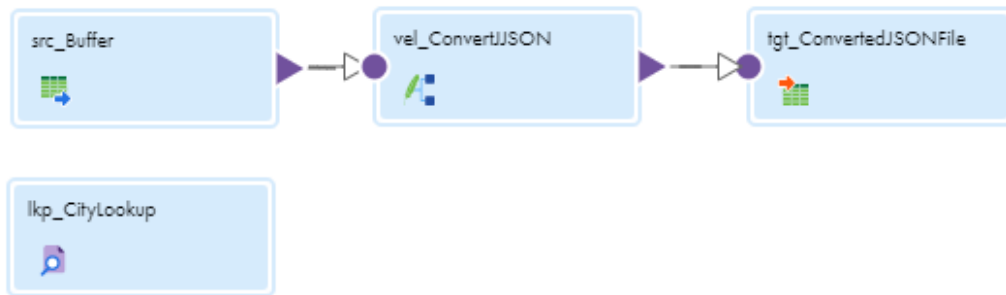 src_Buffer
vel_ConvertJJSON
tgt_ConvertedJSONFile
lkp_CityLookup